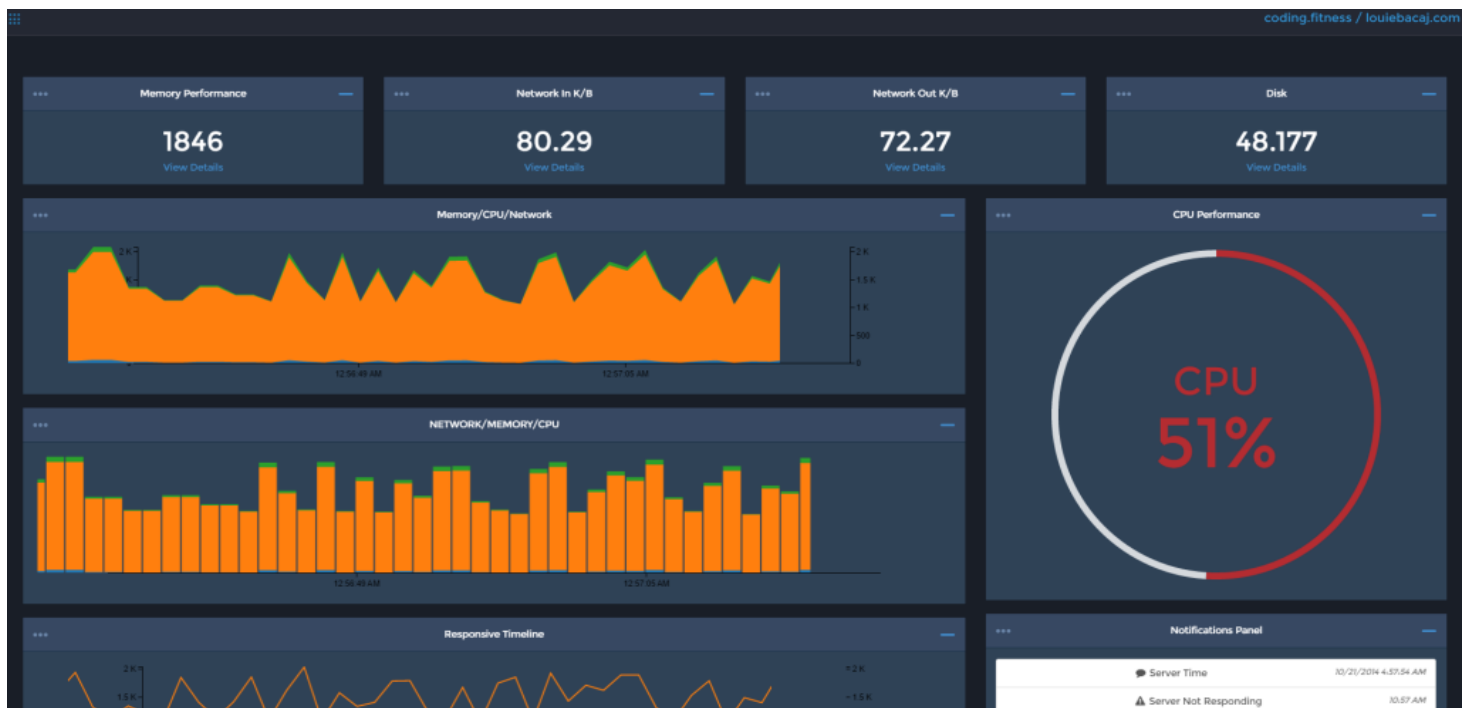 coding.fitness / louiebacaj.com
Memory Performance
1846
View Details
Network In K/B
80.29
View Details
Network Out K/B
72.27
View Details
Disk
48.177
View Details
Memory/CPU/Network
2 K
2 K
1.5 K
1 K
500
0
12:56:49 AM
12:57:05 AM
CPU Performance
CPU
51%
NETWORK/MEMORY/CPU
12:56:49 AM
12:57:05 AM
Responsive Timeline
2 K
1.5 K
2 K
1.5 K
Notifications Panel
Server Time 10/21/2014 4:57:54 AM
Server Not Responding 10:57 AM